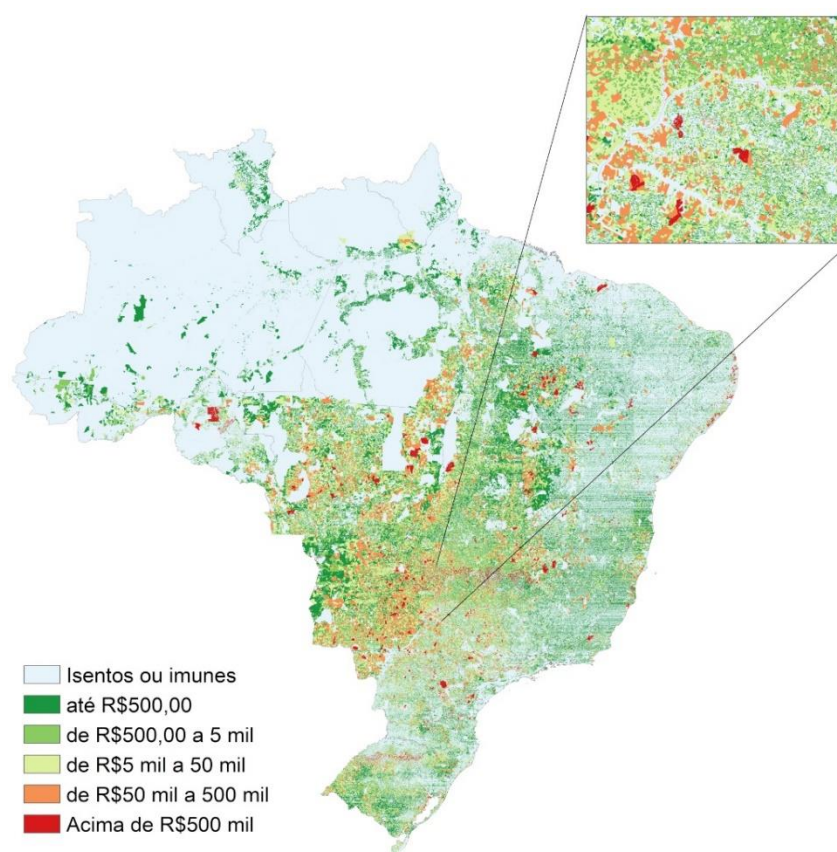 Isentos ou imunes
até R$500,00
de R$500,00 a 5 mil
de R$5 mil a 50 mil
de R$50 mil a 500 mil
Acima de R$500 mil